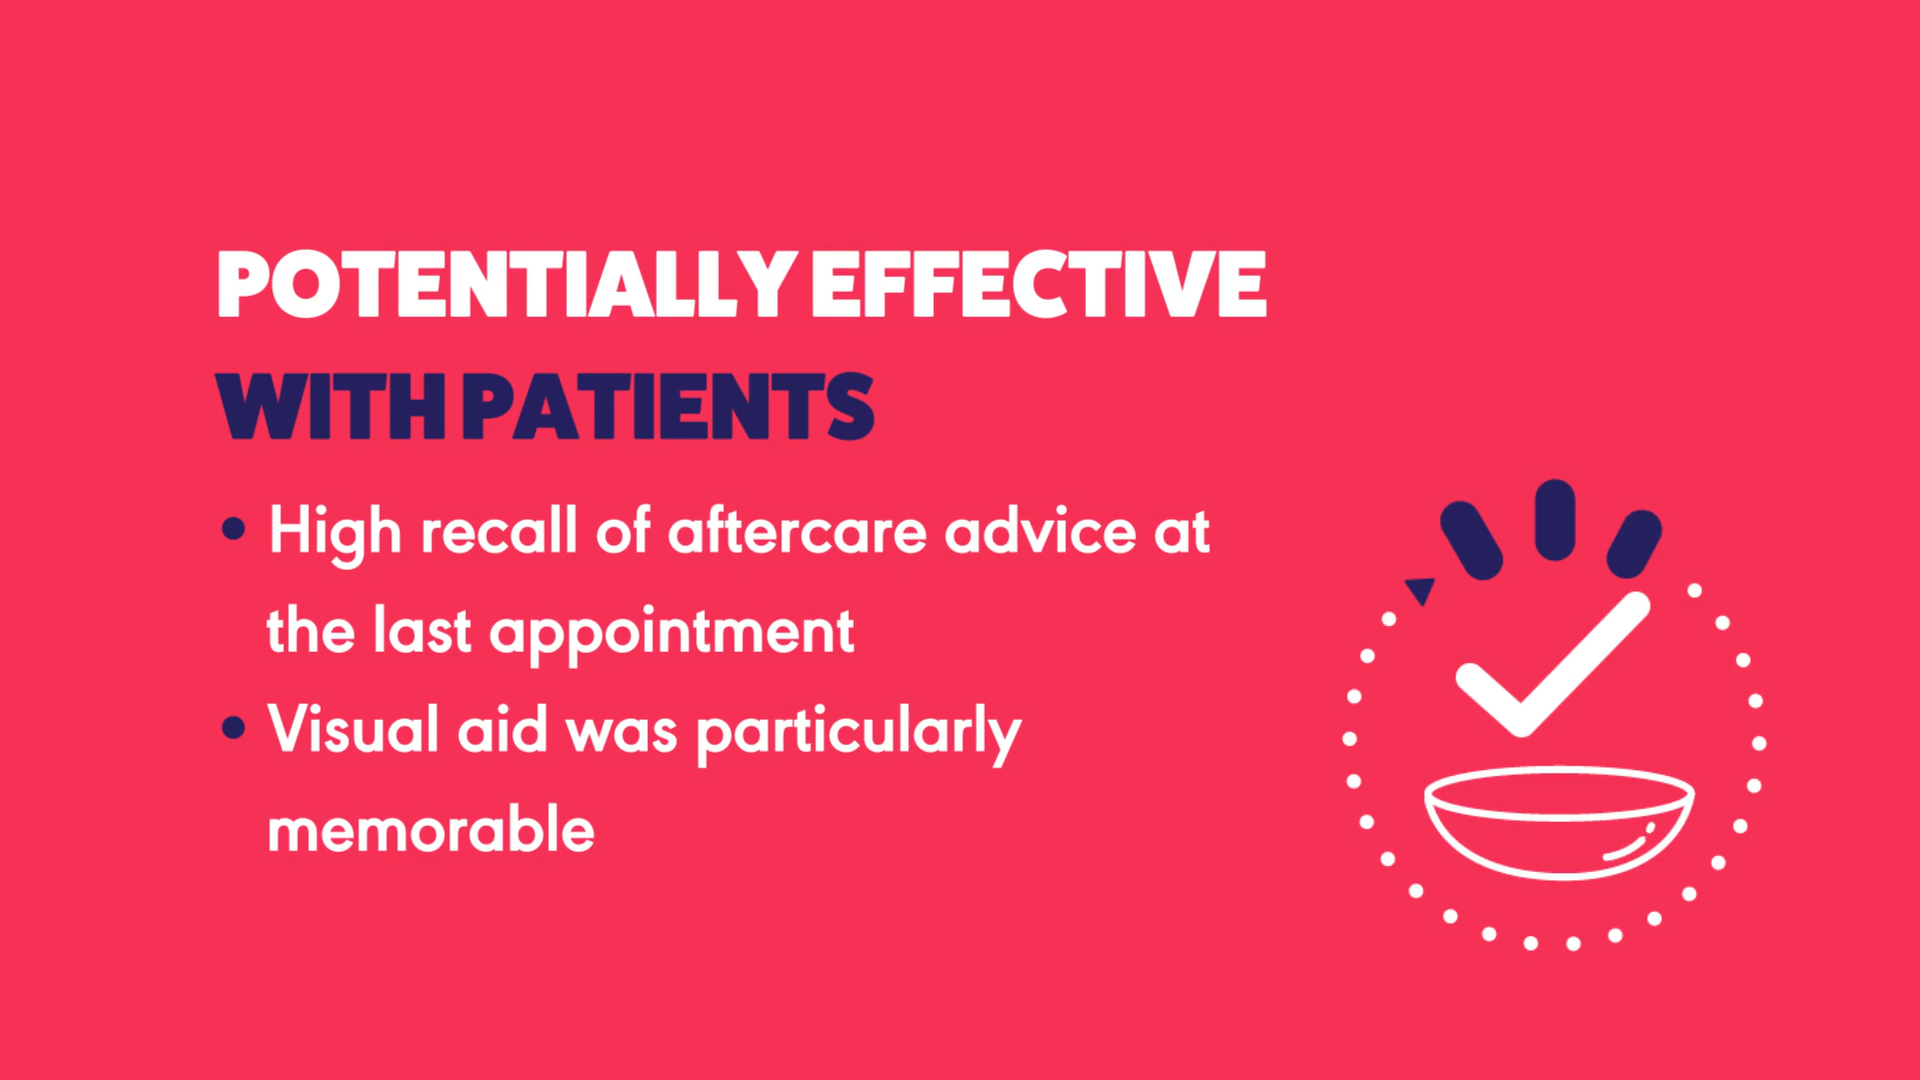 POTENTIALLY EFFECTIVE
WITH PATIENTS
• High recall of aftercare advice at
the last appointment
• Visual aid was particularly
memorable